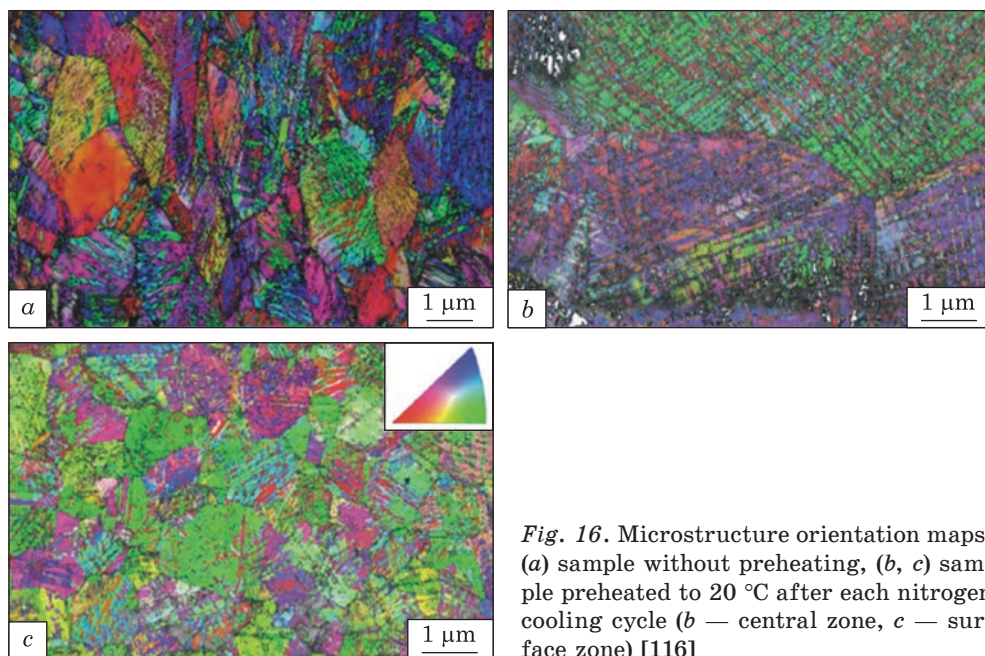 a
1 μm
b
1 μm
c
1 μm
Fig. 16. Microstructure orientation maps
(a) sample without preheating, (b, c) sam
ple preheated to 20 °C after each nitrogen
cooling cycle (b — central zone, c — sur
face zone) [116]